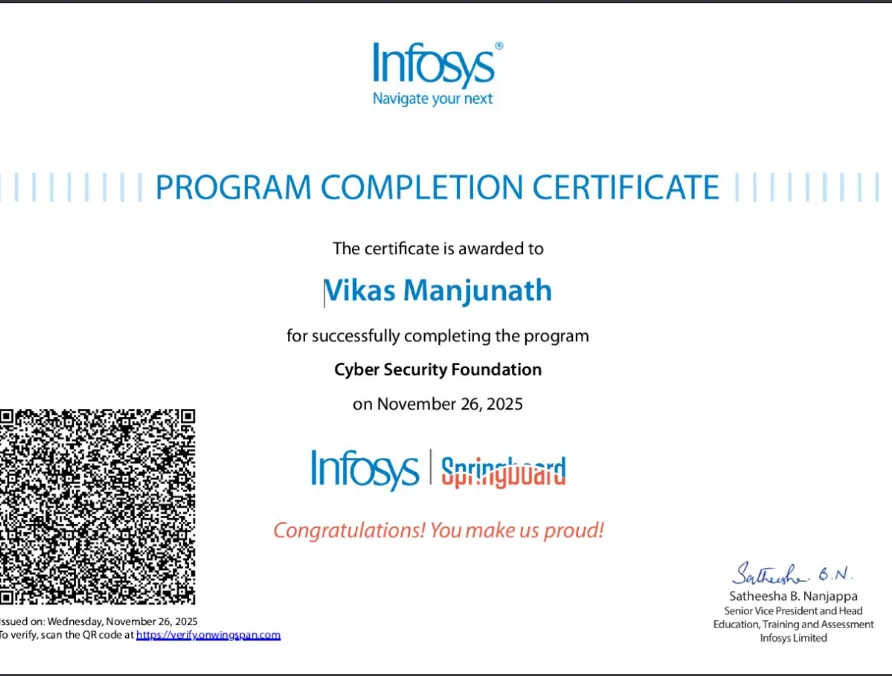 Infosys®
Navigate your next
PROGRAM COMPLETION CERTIFICATE
The certificate is awarded to
Vikas Manjunath
for successfully completing the program
Cyber Security Foundation
on November 26, 2025
Infosys | Springboard
Congratulations! You make us proud!
Satheesha B.N.
Satheesha B. Nanjappa
Senior Vice President and Head
Education, Training and Assessment
Infosys Limited
Issued on: Wednesday, November 26, 2025
To verify, scan the QR code at https://verify.onwingspan.com